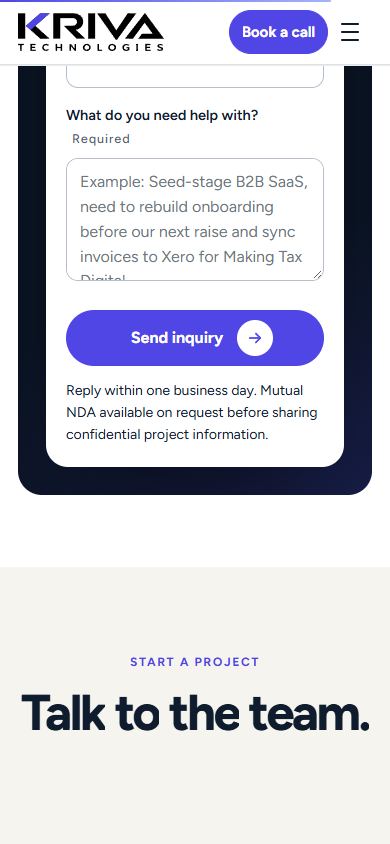 KRIVA
TECHNOLOGIES
Book a call
What do you need help with?
Required
Example: Seed-stage B2B SaaS,
need to rebuild onboarding
before our next raise and sync
invoices to Xero for Making Tax
Digital
Send inquiry
Reply within one business day. Mutual
NDA available on request before sharing
confidential project information.
START A PROJECT
Talk to the team.